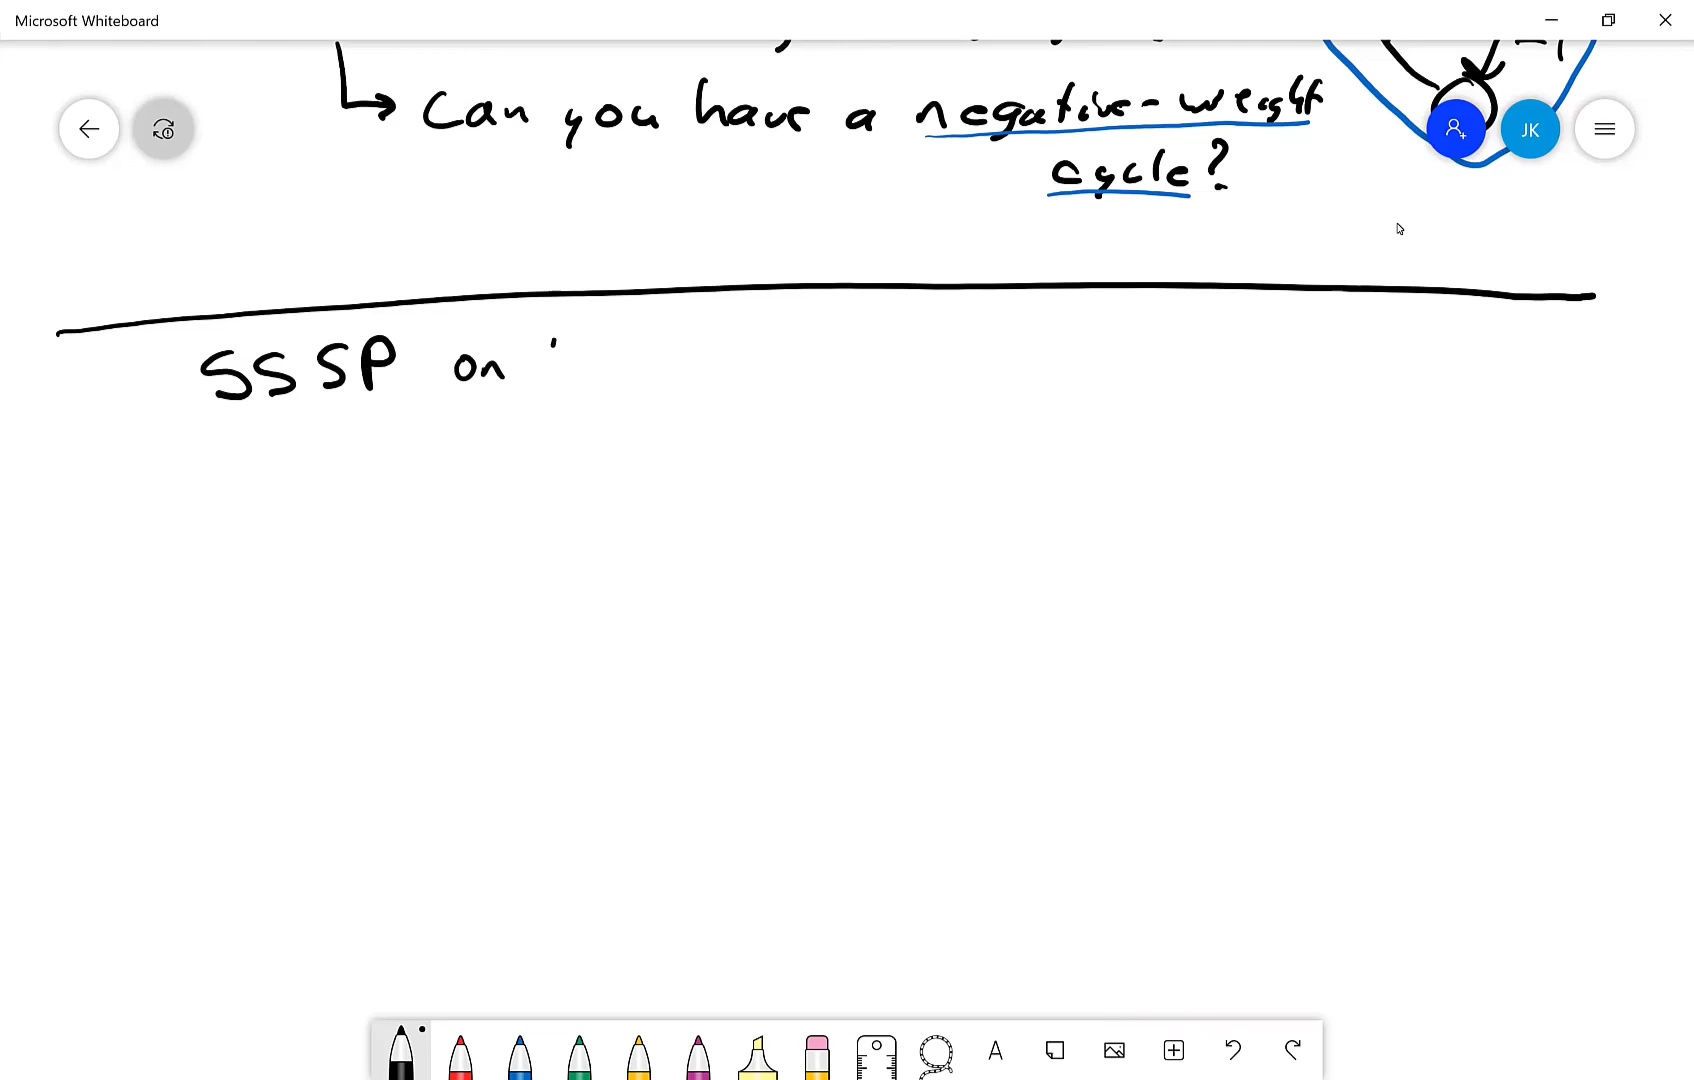 Microsoft Whiteboard
Can you have a negative-weight
cycle?
JK
SSSP on
A